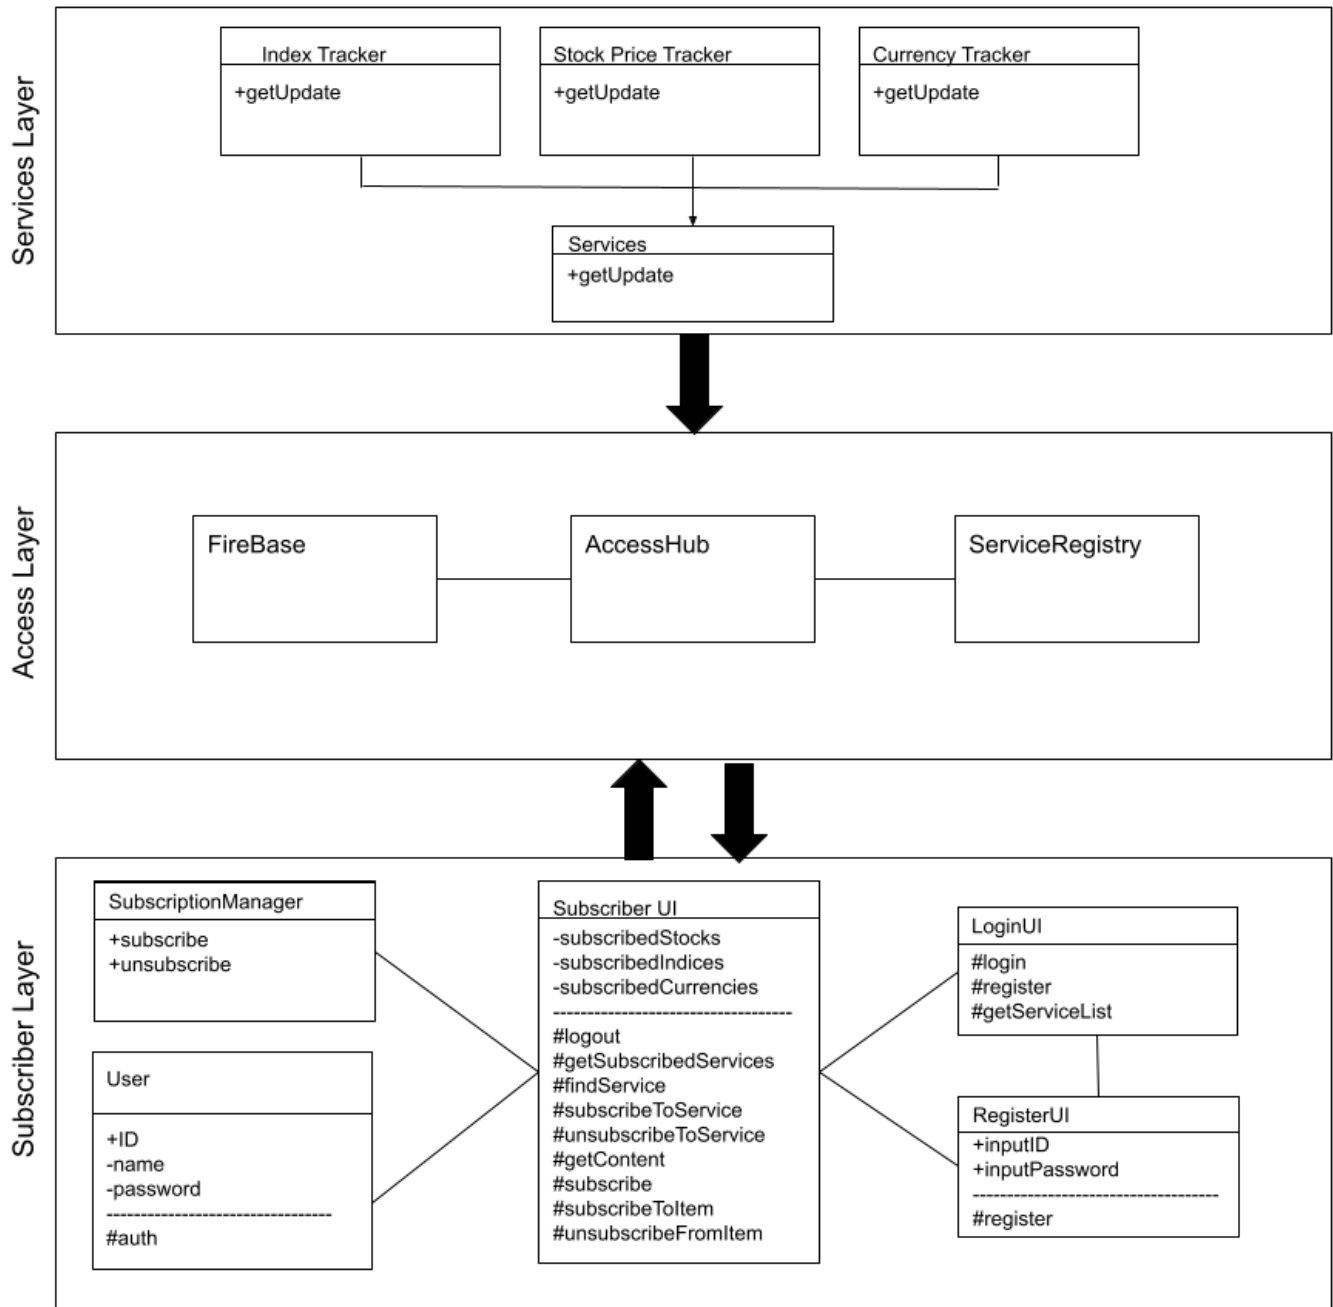 Services Layer
Index Tracker
+getUpdate
Stock Price Tracker
+getUpdate
Currency Tracker
+getUpdate
Services
+getUpdate
Access Layer
FireBase
AccessHub
ServiceRegistry
Subscriber Layer
SubscriptionManager
+subscribe
+unsubscribe
User
+ID
-name
-password
---------------------------------
#auth
Subscriber UI
-subscribedStocks
-subscribedIndices
-subscribedCurrencies
-----------------------------------
#logout
#getSubscribedServices
#findService
#subscribeToService
#unsubscribeToService
#getContent
#subscribe
#subscribeToItem
#unsubscribeFromItem
LoginUI
#login
#register
#getServiceList
RegisterUI
+inputID
+inputPassword
------------------------------------
#register